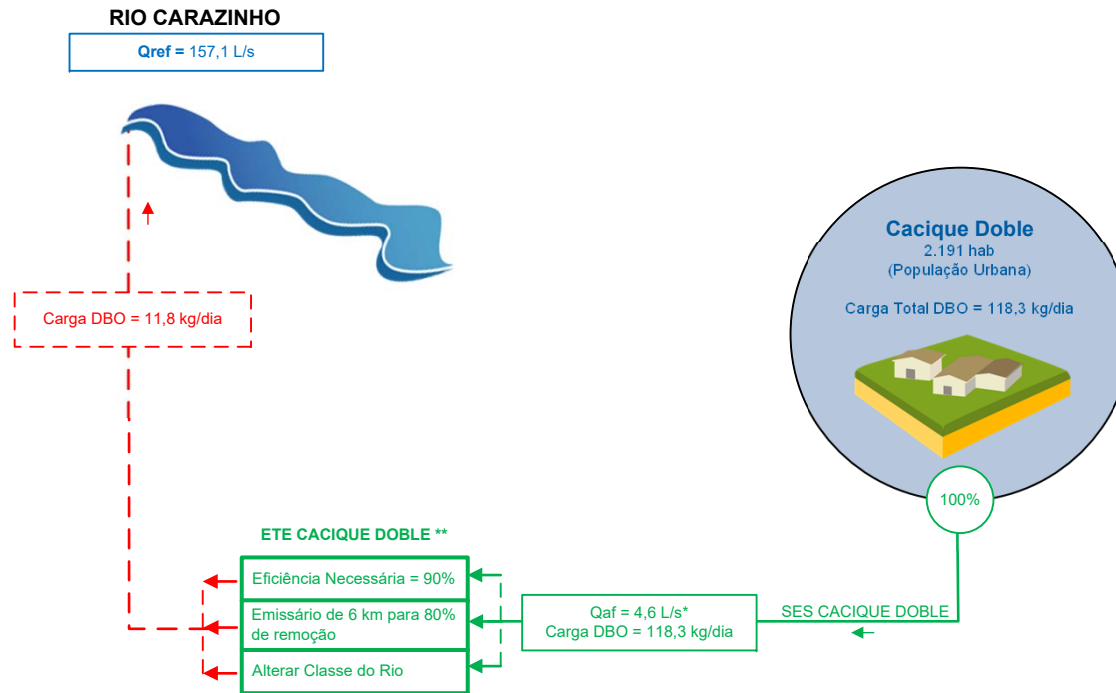 RIO CARAZINHO
Qref = 157,1 L/s
Cacique Doble
2.191 hab
(População Urbana)
Carga Total DBO = 118,3 kg/dia
Carga DBO = 11,8 kg/dia
100%
ETE CACIQUE DOBLE **
Eficiência Necessária = 90%
Emissário de 6 km para 80%
de remoção
Alterar Classe do Rio
Qaf = 4,6 L/s*
Carga DBO = 118,3 kg/dia
SES CACIQUE DOBLE